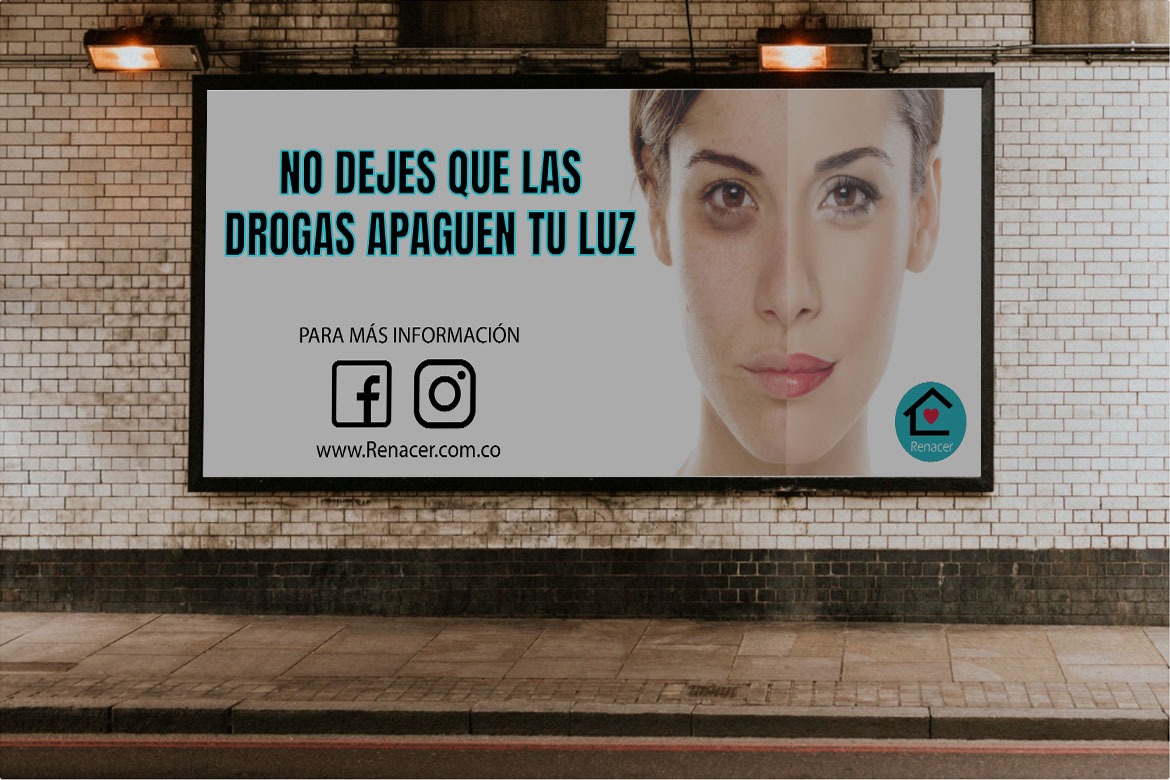 NO DEJES QUE LAS
DROGAS APAGUEN TU LUZ
PARA MÁS INFORMACIÓN
www.Renacer.com.co
Renacer